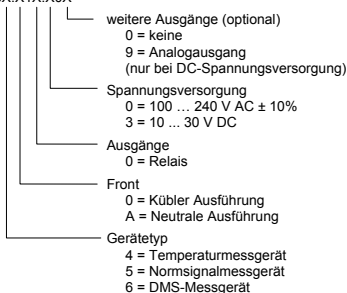 weitere Ausgänge (optional)
0 = keine
9 = Analogausgang
(nur bei DC-Spannungsversorgung)
Spannungsversorgung
0 = 100 … 240 V AC ± 10%
3 = 10 ... 30 V DC
Ausgänge
0 = Relais
Front
0 = Kübler Ausführung
A = Neutrale Ausführung
Gerätetyp
4 = Temperaturmessgerät
5 = Normsignalmessgerät
6 = DMS-Messgerät